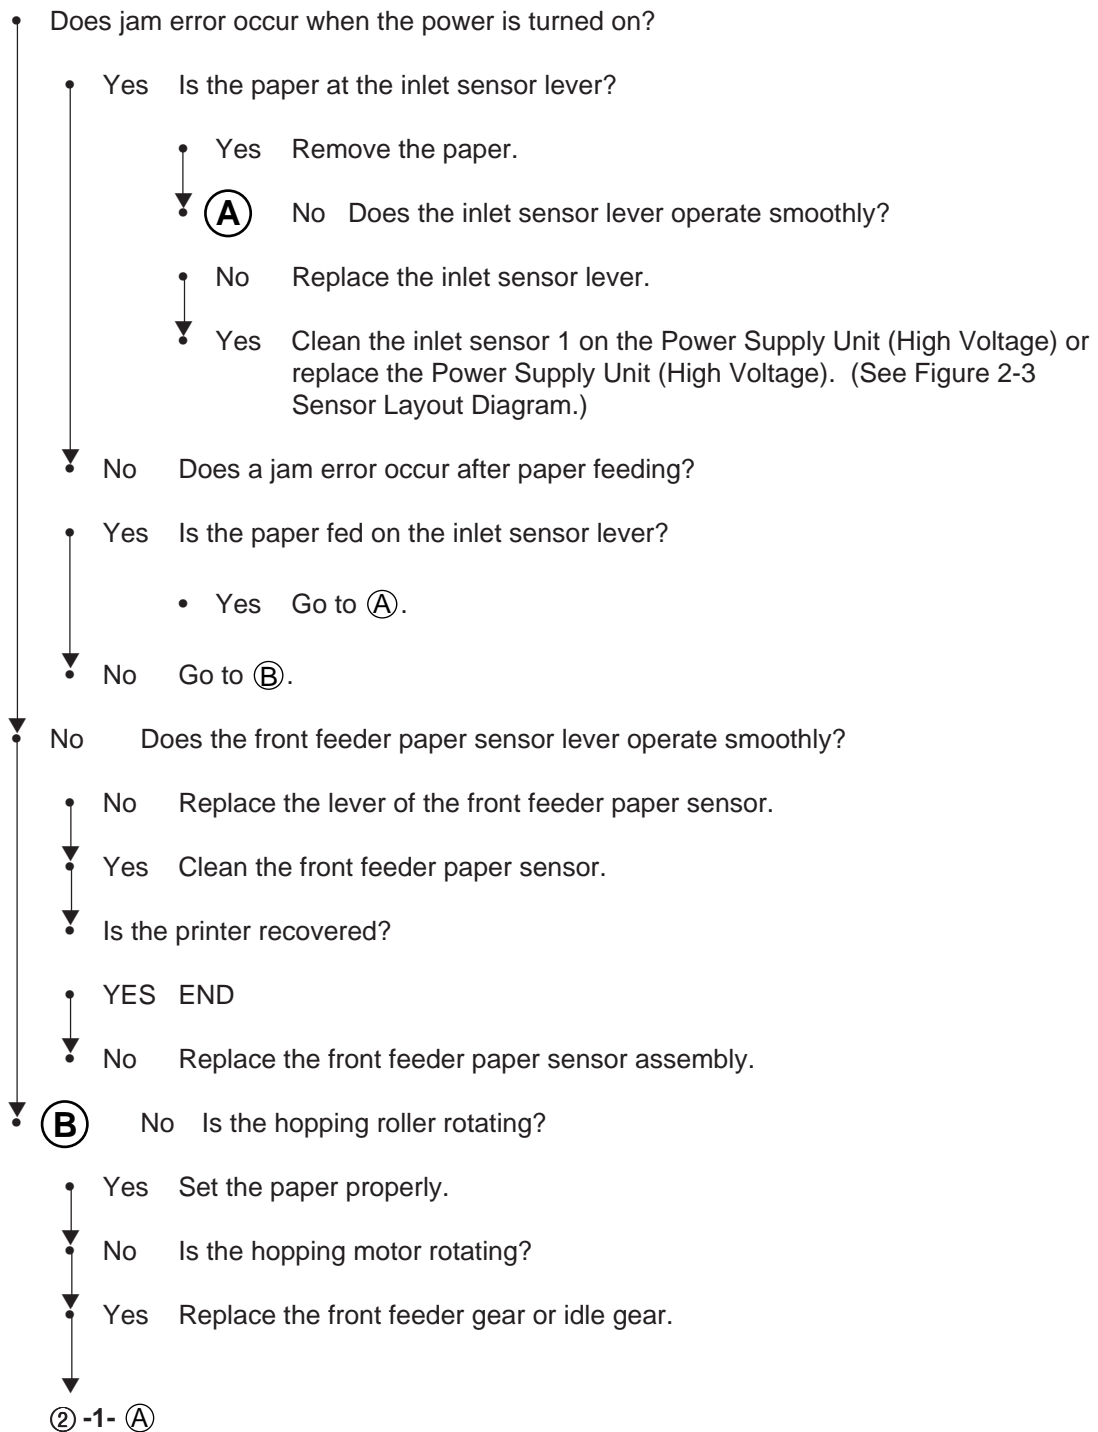 Does jam error occur when the power is turned on?
Yes Is the paper at the inlet sensor lever?
Yes Remove the paper.
Ⓐ No Does the inlet sensor lever operate smoothly?
No Replace the inlet sensor lever.
Yes Clean the inlet sensor 1 on the Power Supply Unit (High Voltage) or
replace the Power Supply Unit (High Voltage). (See Figure 2-3
Sensor Layout Diagram.)
No Does a jam error occur after paper feeding?
Yes Is the paper fed on the inlet sensor lever?
Yes Go to Ⓐ.
No Go to Ⓑ.
No Does the front feeder paper sensor lever operate smoothly?
No Replace the lever of the front feeder paper sensor.
Yes Clean the front feeder paper sensor.
Is the printer recovered?
YES END
No Replace the front feeder paper sensor assembly.
Ⓑ No Is the hopping roller rotating?
Yes Set the paper properly.
No Is the hopping motor rotating?
Yes Replace the front feeder gear or idle gear.
② -1- Ⓐ